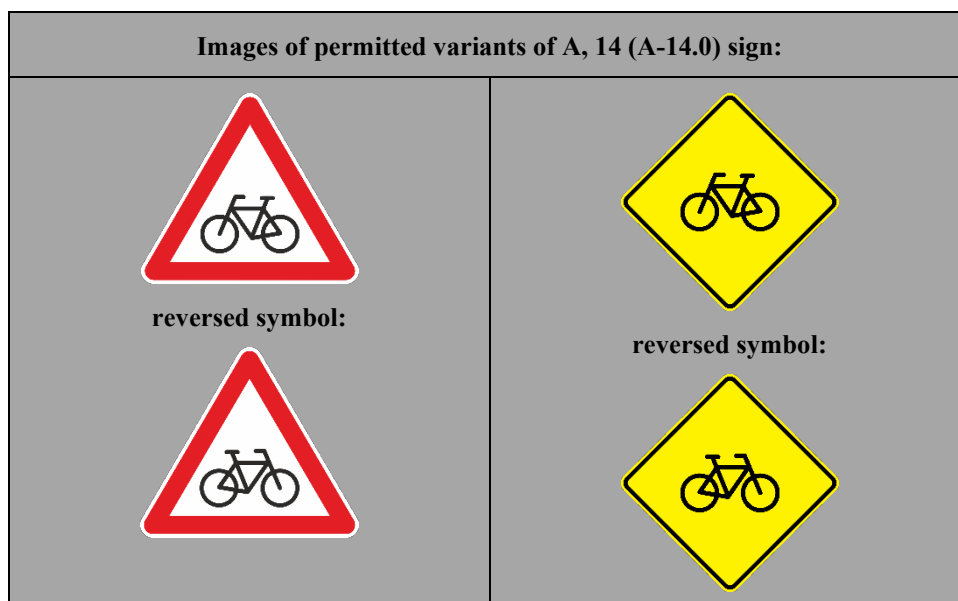 Images of permitted variants of A, 14 (A-14.0) sign:
reversed symbol:
reversed symbol: